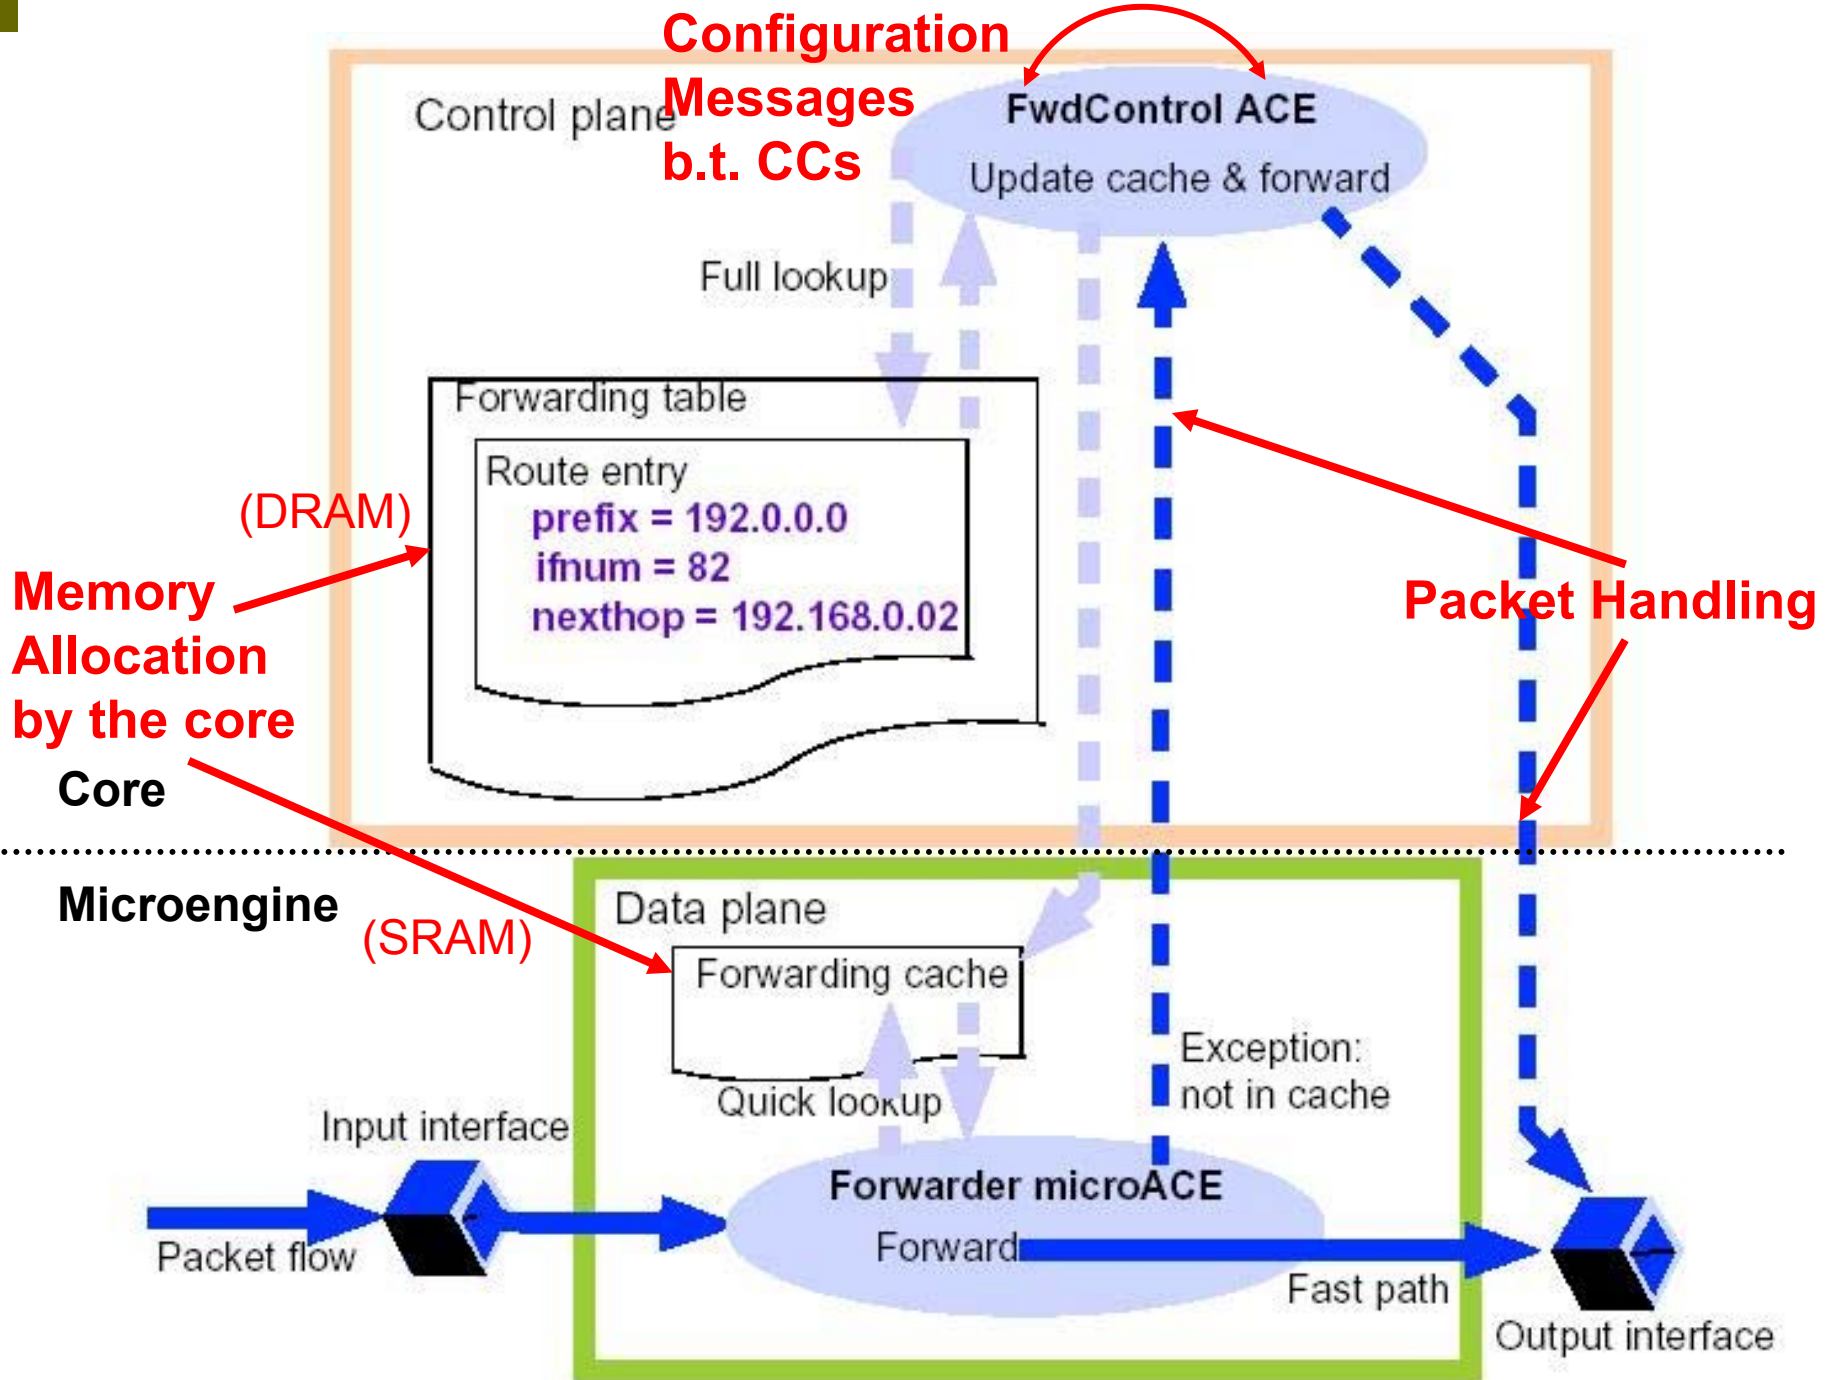 Configuration
Messages
b.t. CCs
Control plane
FwdControl ACE
Update cache & forward
Full lookup
Forwarding table
Route entry
prefix = 192.0.0.0
ifnum = 82
nexthop = 192.168.0.02
(DRAM)
Memory
Allocation
by the core
Packet Handling
Core
Microengine
(SRAM)
Data plane
Forwarding cache
Quick lookup
Exception:
not in cache
Input interface
Forwarder microACE
Forward
Packet flow
Fast path
Output interface